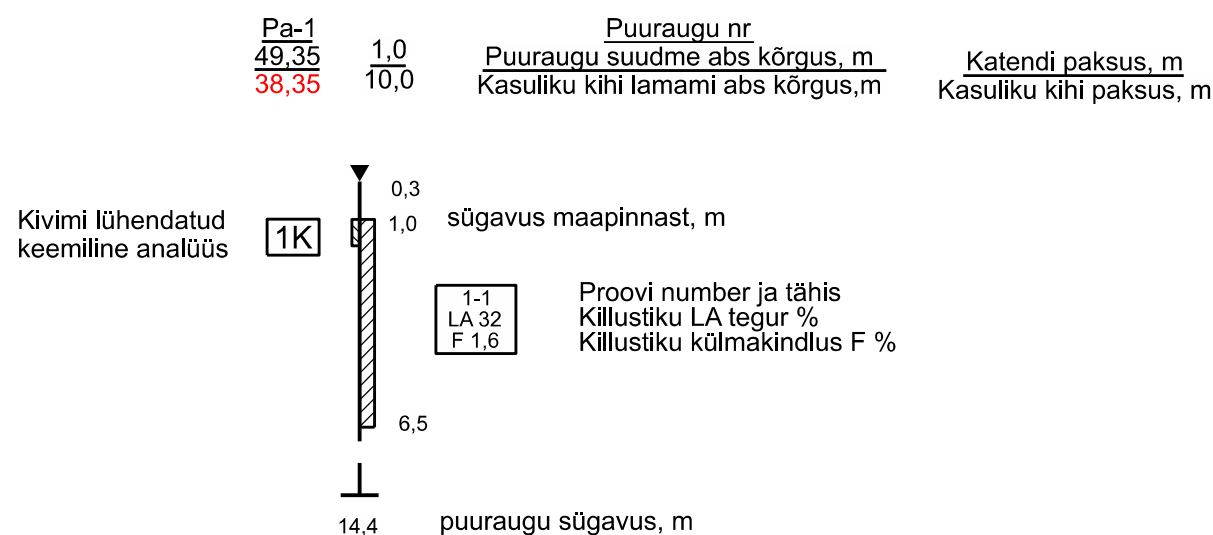 Pa-1
49,35
38,35
1,0
10,0
Puuraugu nr
Puuraugu suudme abs kõrgus, m
Kasuliku kihi lamami abs kõrgus,m
Katendi paksus, m
Kasuliku kihi paksus, m
0,3
Kivimi lühendatud
keemiline analüüs
1K
1,0
sügavus maapinnast, m
1-1
LA 32
F 1,6
Proovi number ja tähis
Killustiku LA tegur %
Killustiku külmakindlus F %
6,5
14,4
puuraugu sügavus, m